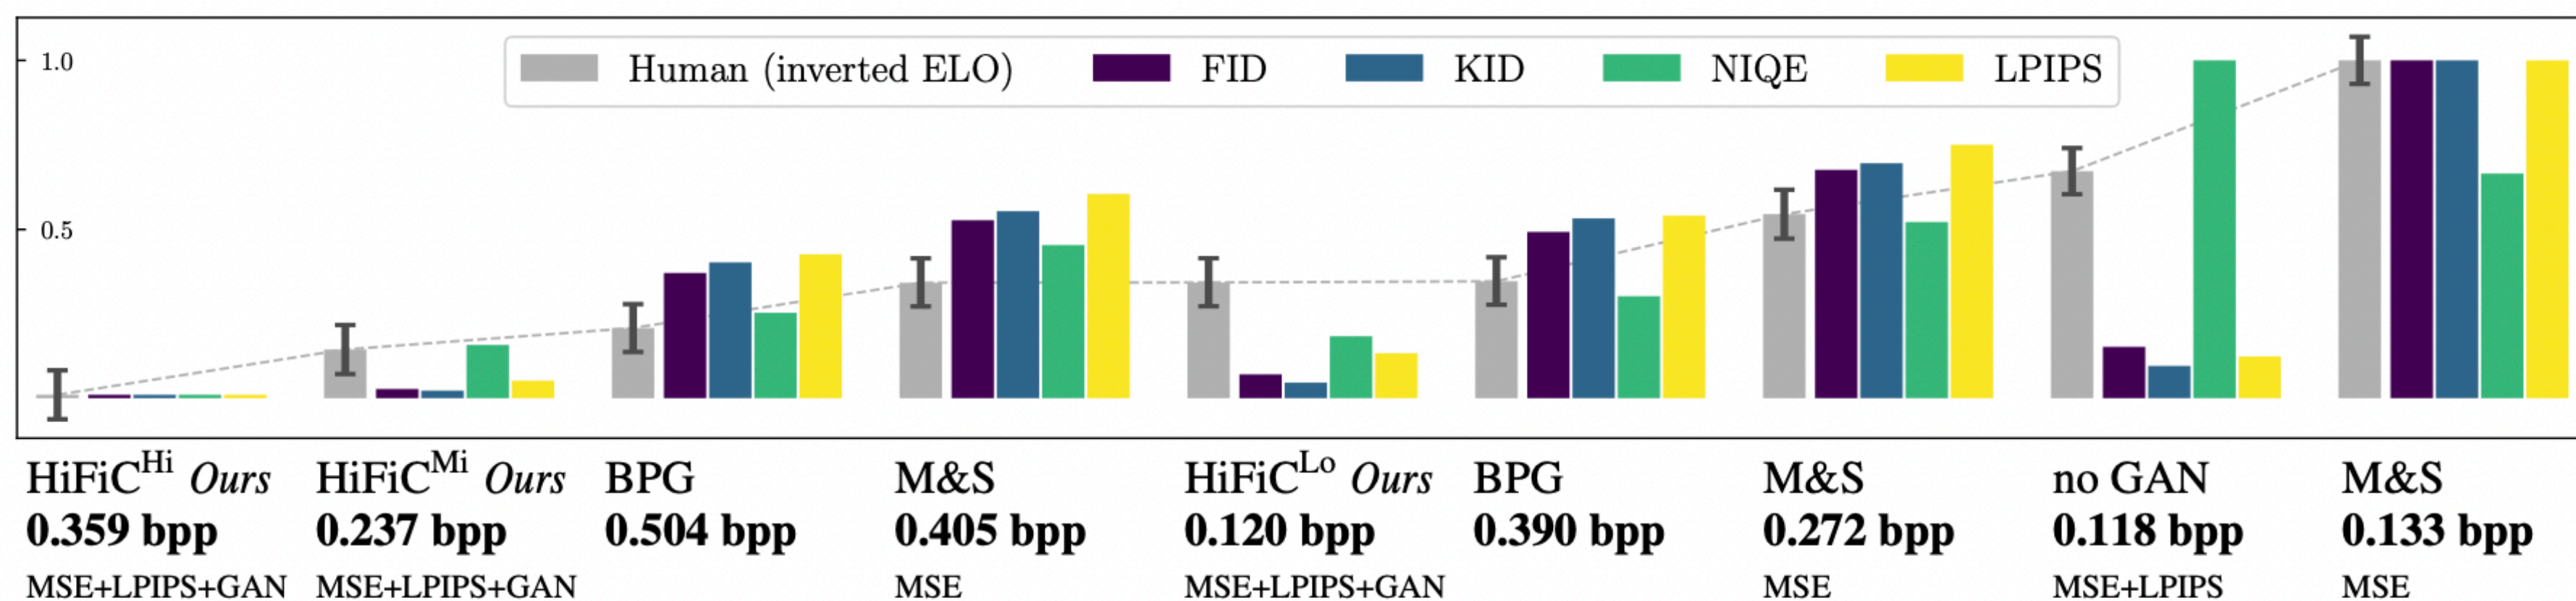 1.0
Human (inverted ELO) FID KID NIQE LPIPS
0.5
HiFiC^Hi Ours HiFiC^Mi Ours BPG M&S HiFiC^Lo Ours BPG M&S no GAN M&S
0.359 bpp 0.237 bpp 0.504 bpp 0.405 bpp 0.120 bpp 0.390 bpp 0.272 bpp 0.118 bpp 0.133 bpp
MSE+LPIPS+GAN MSE+LPIPS+GAN MSE MSE+LPIPS+GAN MSE MSE+LPIPS MSE